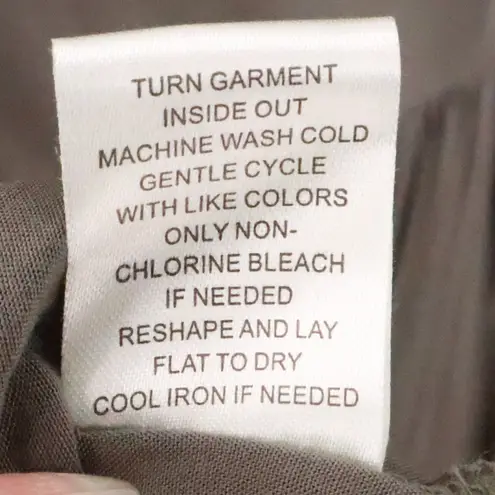 TURN GARMENT
INSIDE OUT
MACHINE WASH COLD
GENTLE CYCLE
WITH LIKE COLORS
ONLY NON-
CHLORINE BLEACH
IF NEEDED
RESHAPE AND LAY
FLAT TO DRY
COOL IRON IF NEEDED